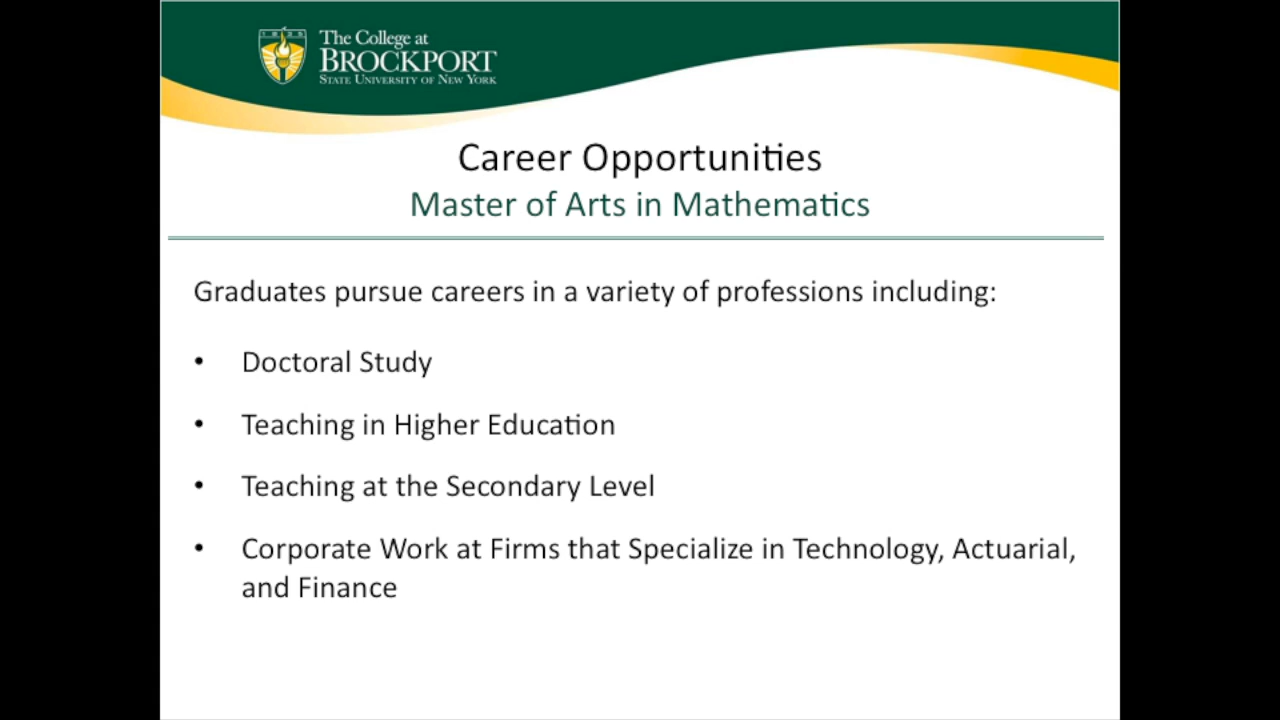 The College at
BROCKPORT
STATE UNIVERSITY OF NEW YORK
Career Opportunities
Master of Arts in Mathematics
Graduates pursue careers in a variety of professions including:
• Doctoral Study
• Teaching in Higher Education
• Teaching at the Secondary Level
• Corporate Work at Firms that Specialize in Technology, Actuarial,
and Finance